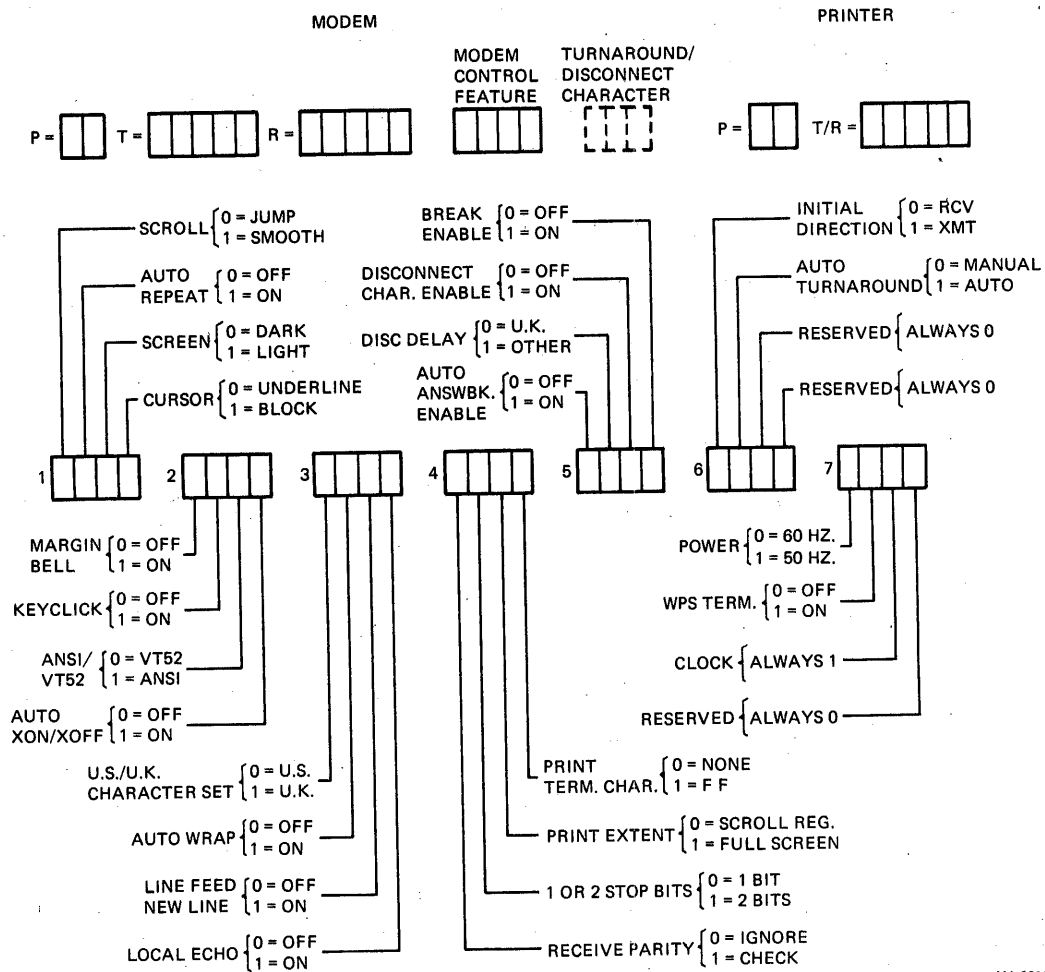 MODEM
PRINTER
MODEM
CONTROL
FEATURE
TURNAROUND/
DISCONNECT
CHARACTER
P =
T =
R =
P =
T/R =
SCROLL
0 = JUMP
1 = SMOOTH
AUTO
REPEAT
0 = OFF
1 = ON
SCREEN
0 = DARK
1 = LIGHT
CURSOR
0 = UNDERLINE
1 = BLOCK
BREAK
ENABLE
0 = OFF
1 = ON
DISCONNECT
CHAR. ENABLE
0 = OFF
1 = ON
DISC DELAY
0 = U.K.
1 = OTHER
AUTO
ANSWBK.
ENABLE
0 = OFF
1 = ON
INITIAL
DIRECTION
0 = RCV
1 = XMT
AUTO
TURNAROUND
0 = MANUAL
1 = AUTO
RESERVED
ALWAYS 0
RESERVED
ALWAYS 0
1
2
3
4
5
6
7
MARGIN
BELL
0 = OFF
1 = ON
KEYCLICK
0 = OFF
1 = ON
ANSI/
VT52
0 = VT52
1 = ANSI
AUTO
XON/XOFF
0 = OFF
1 = ON
U.S./U.K.
CHARACTER SET
0 = U.S.
1 = U.K.
AUTO WRAP
0 = OFF
1 = ON
LINE FEED
NEW LINE
0 = OFF
1 = ON
LOCAL ECHO
0 = OFF
1 = ON
POWER
0 = 60 HZ.
1 = 50 HZ.
WPS TERM.
0 = OFF
1 = ON
CLOCK
ALWAYS 1
RESERVED
ALWAYS 0
PRINT
TERM. CHAR.
0 = NONE
1 = F F
PRINT EXTENT
0 = SCROLL REG.
1 = FULL SCREEN
1 OR 2 STOP BITS
0 = 1 BIT
1 = 2 BITS
RECEIVE PARITY
0 = IGNORE
1 = CHECK